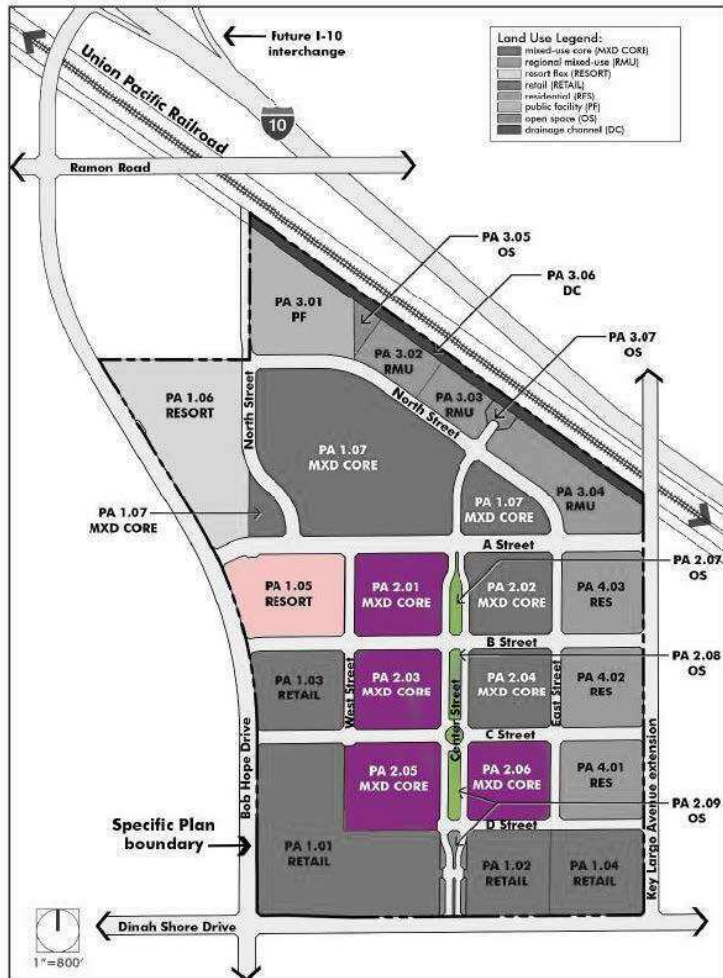 Future I-10
interchange
Land Use Legend:
mixed-use core (MXD CORE)
regional mixed-use (RMU)
resort flex (RESORT)
retail (RETAIL)
residential (RES)
public facility (PF)
open space (OS)
drainage channel (DC)
Union Pacific Railroad
10
Ramon Road
PA 3.05
OS
PA 3.06
DC
PA 3.01
PF
PA 3.07
OS
PA 3.02
RMU
PA 3.03
RMU
PA 1.06
RESORT
North Street
North Street
PA 1.07
MXD CORE
PA 1.07
MXD CORE
PA 3.04
RMU
PA 1.07
MXD CORE
A Street
PA 2.07
OS
PA 1.05
RESORT
PA 2.01
MXD CORE
PA 2.02
MXD CORE
PA 4.03
RES
B Street
PA 2.08
OS
PA 1.03
RETAIL
West Street
PA 2.03
MXD CORE
Center Street
PA 2.04
MXD CORE
East Street
PA 4.02
RES
C Street
Bob Hope Drive
PA 2.05
MXD CORE
PA 2.06
MXD CORE
PA 4.01
RES
Key Largo Avenue extension
PA 2.09
OS
D Street
Specific Plan
boundary
PA 1.01
RETAIL
PA 1.02
RETAIL
PA 1.04
RETAIL
Dinah Shore Drive
1"=800'